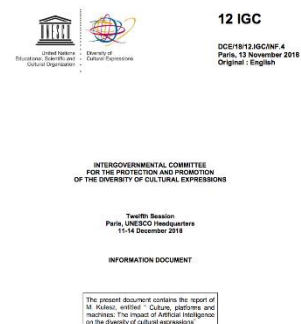 12 IGC
DCE/18/12.IGC/INF.4
Paris, 13 November 2018
Original : English
UNESCO
United Nations
Educational, Scientific and
Cultural Organization
Diversity of
Cultural Expressions
INTERGOVERNMENTAL COMMITTEE
FOR THE PROTECTION AND PROMOTION
OF THE DIVERSITY OF CULTURAL EXPRESSIONS
Twelfth Session
Paris, UNESCO Headquarters
11-14 December 2018
INFORMATION DOCUMENT
The present document contains the report of
M. Kulesz, entitled " Culture, platforms and
machines: The impact of Artificial Intelligence
on the diversity of cultural expressions"